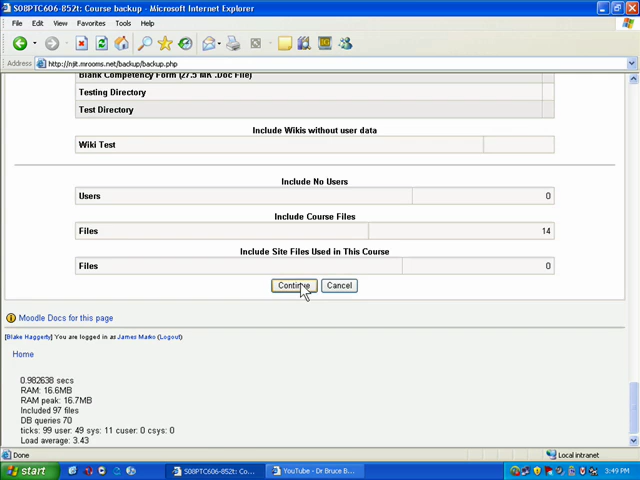 S08PTC606-852t: Course backup - Microsoft Internet Explorer
File Edit View Favorites Tools Help
Address http://njit.mrooms.net/backup/backup.php
Blank Competency Form (27.5 MK .Doc File)
Testing Directory
Test Directory
Include Wikis without user data
Wiki Test
Include No Users
Users 0
Include Course Files
Files 14
Include Site Files Used in This Course
Files 0
Continue Cancel
Moodle Docs for this page
[Blake Haggerty] You are logged in as James Marko (Logout)
Home
0.982638 secs
RAM: 16.6MB
RAM peak: 16.7MB
Included 97 files
DB queries 70
ticks: 99 user: 49 sys: 11 cuser: 0 csys: 0
Load average: 3.43
Done Local intranet
start S08PTC606-852t: Co... YouTube - Dr Bruce B... 3:49 PM